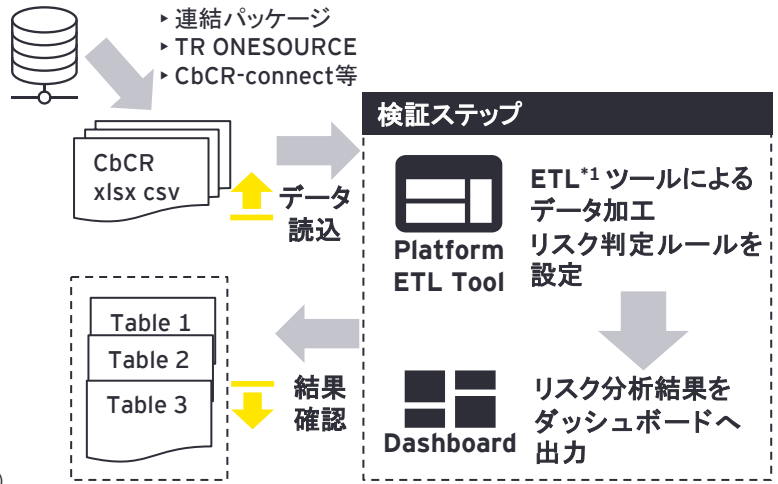 ▸ 連結パッケージ
▸ TR ONESOURCE
▸ CbCR-connect等
CbCR
xlsx csv
データ
読込
検証ステップ
Platform
ETL Tool
ETL*1 ツールによる
データ加工
リスク判定ルールを
設定
Dashboard
リスク分析結果を
ダッシュボードへ
出力
結果
確認
Table 1
Table 2
Table 3
)